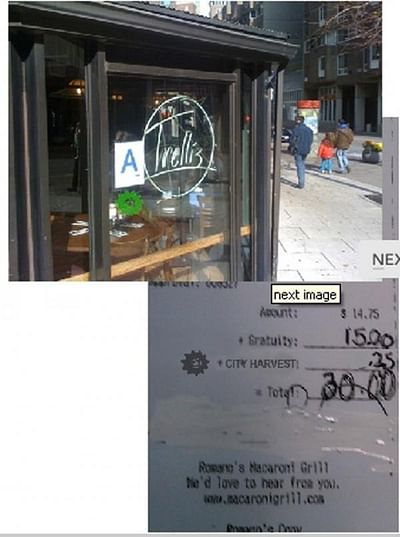 A
Trellis
NEX
next image
Amount: $ 14.75
+ Gratuity: 15.00
+ CITY HARVEST: .25
= Total: 30.00
Romano's Macaroni Grill
We'd love to hear from you.
www.macaronigrill.com
Romano's Copy